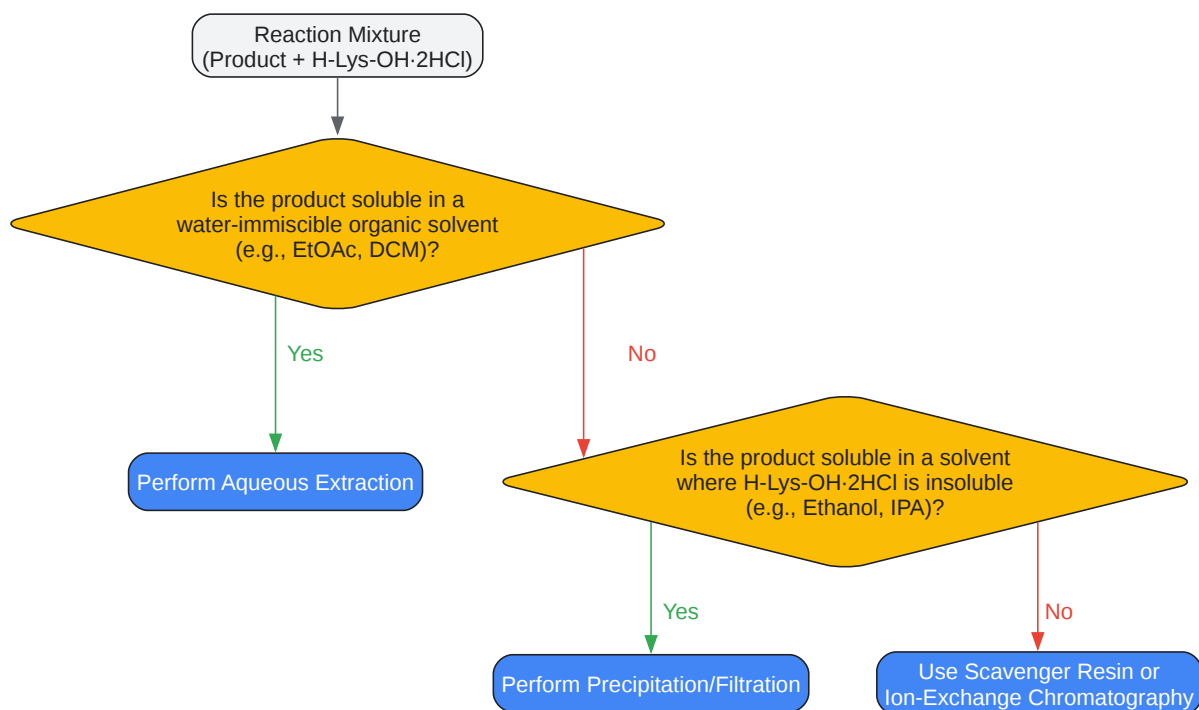 Reaction Mixture
(Product + H-Lys-OH·2HCl)
Is the product soluble in a
water-immiscible organic solvent
(e.g., EtOAc, DCM)?
Yes
No
Perform Aqueous Extraction
Is the product soluble in a solvent
where H-Lys-OH·2HCl is insoluble
(e.g., Ethanol, IPA)?
Yes
No
Perform Precipitation/Filtration
Use Scavenger Resin or
Ion-Exchange Chromatography